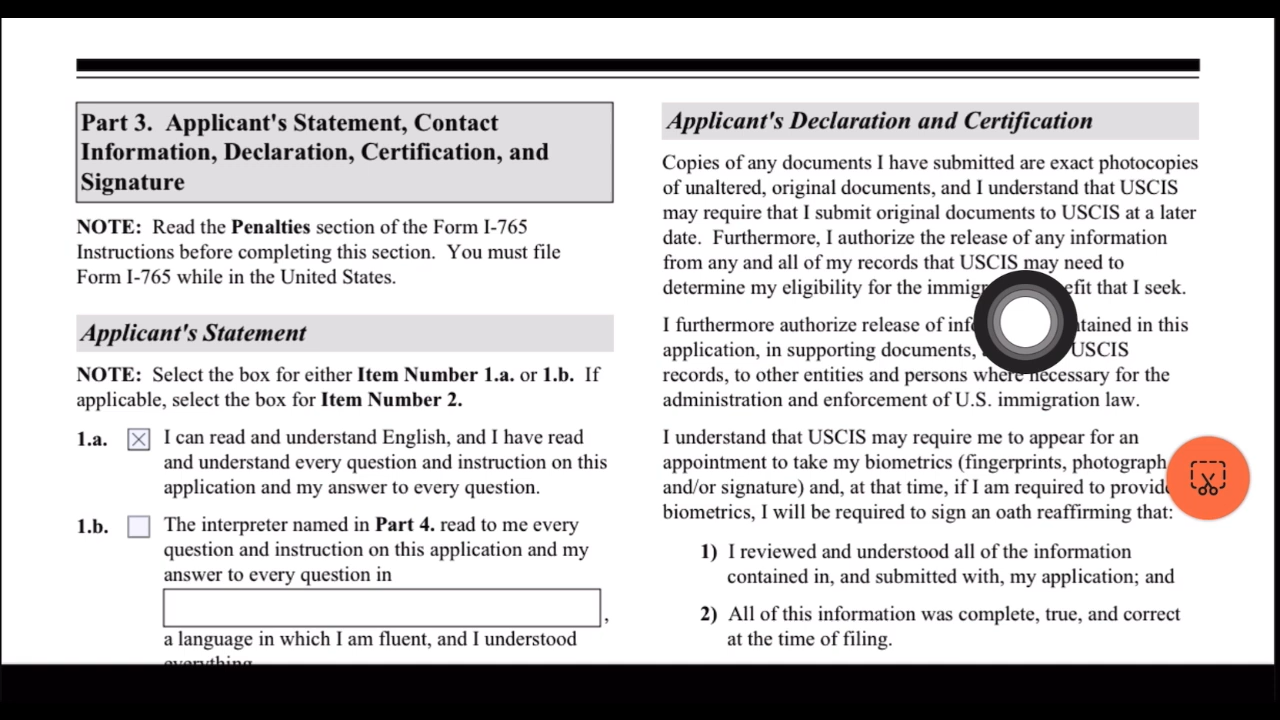 Part 3. Applicant's Statement, Contact
Information, Declaration, Certification, and
Signature
NOTE: Read the Penalties section of the Form I-765
Instructions before completing this section. You must file
Form I-765 while in the United States.
Applicant's Statement
NOTE: Select the box for either Item Number 1.a. or 1.b. If
applicable, select the box for Item Number 2.
1.a. I can read and understand English, and I have read
and understand every question and instruction on this
application and my answer to every question.
1.b. The interpreter named in Part 4. read to me every
question and instruction on this application and my
answer to every question in
,
a language in which I am fluent, and I understood
everything
Applicant's Declaration and Certification
Copies of any documents I have submitted are exact photocopies
of unaltered, original documents, and I understand that USCIS
may require that I submit original documents to USCIS at a later
date. Furthermore, I authorize the release of any information
from any and all of my records that USCIS may need to
determine my eligibility for the that I seek.
I furthermore authorize release of in this
application, in supporting documents, USCIS
records, to other entities and persons where necessary for the
administration and enforcement of U.S. immigration law.
I understand that USCIS may require me to appear for an
appointment to take my biometrics (fingerprints, photograph
and/or signature) and, at that time, if I am required to provide
biometrics, I will be required to sign an oath reaffirming that:
1) I reviewed and understood all of the information
contained in, and submitted with, my application; and
2) All of this information was complete, true, and correct
at the time of filing.